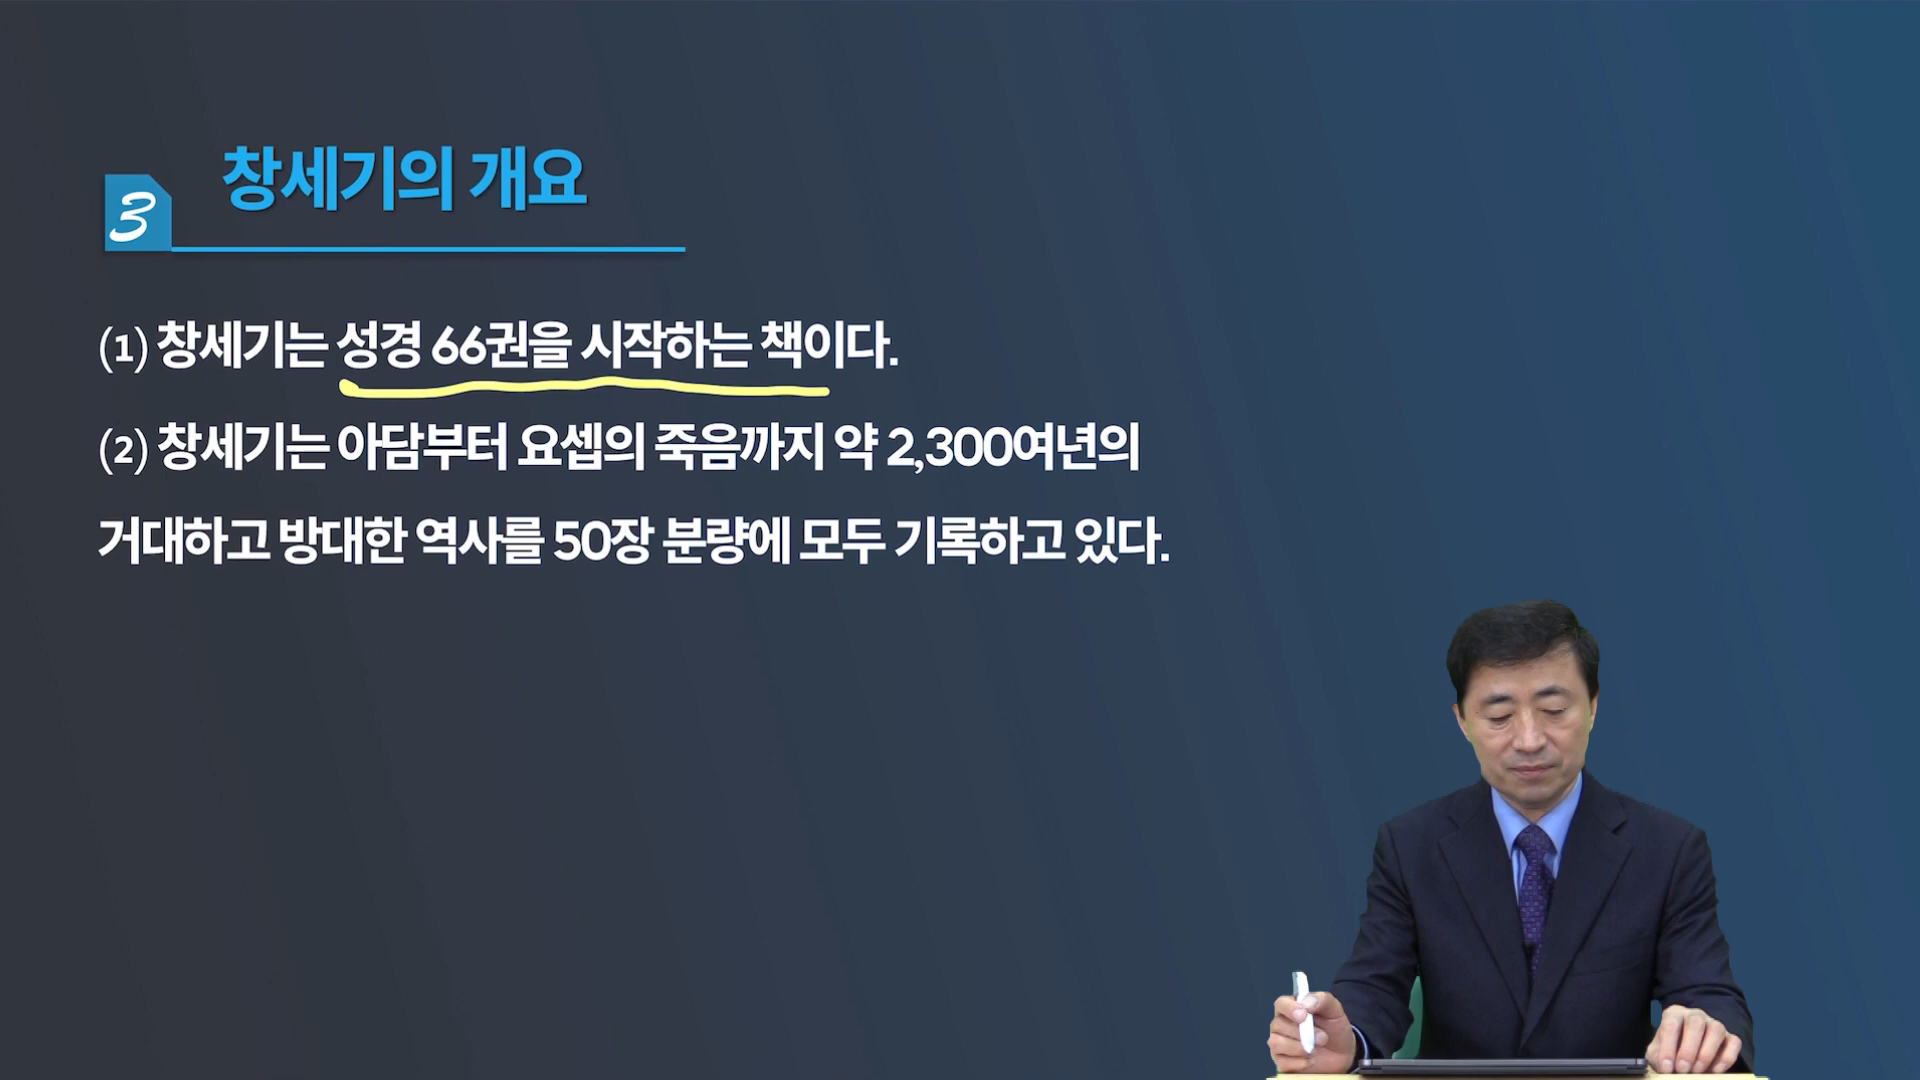 3 창세기의 개요
(1) 창세기는 성경 66권을 시작하는 책이다.
(2) 창세기는 아담부터 요셉의 죽음까지 약 2,300여년의
거대하고 방대한 역사를 50장 분량에 모두 기록하고 있다.